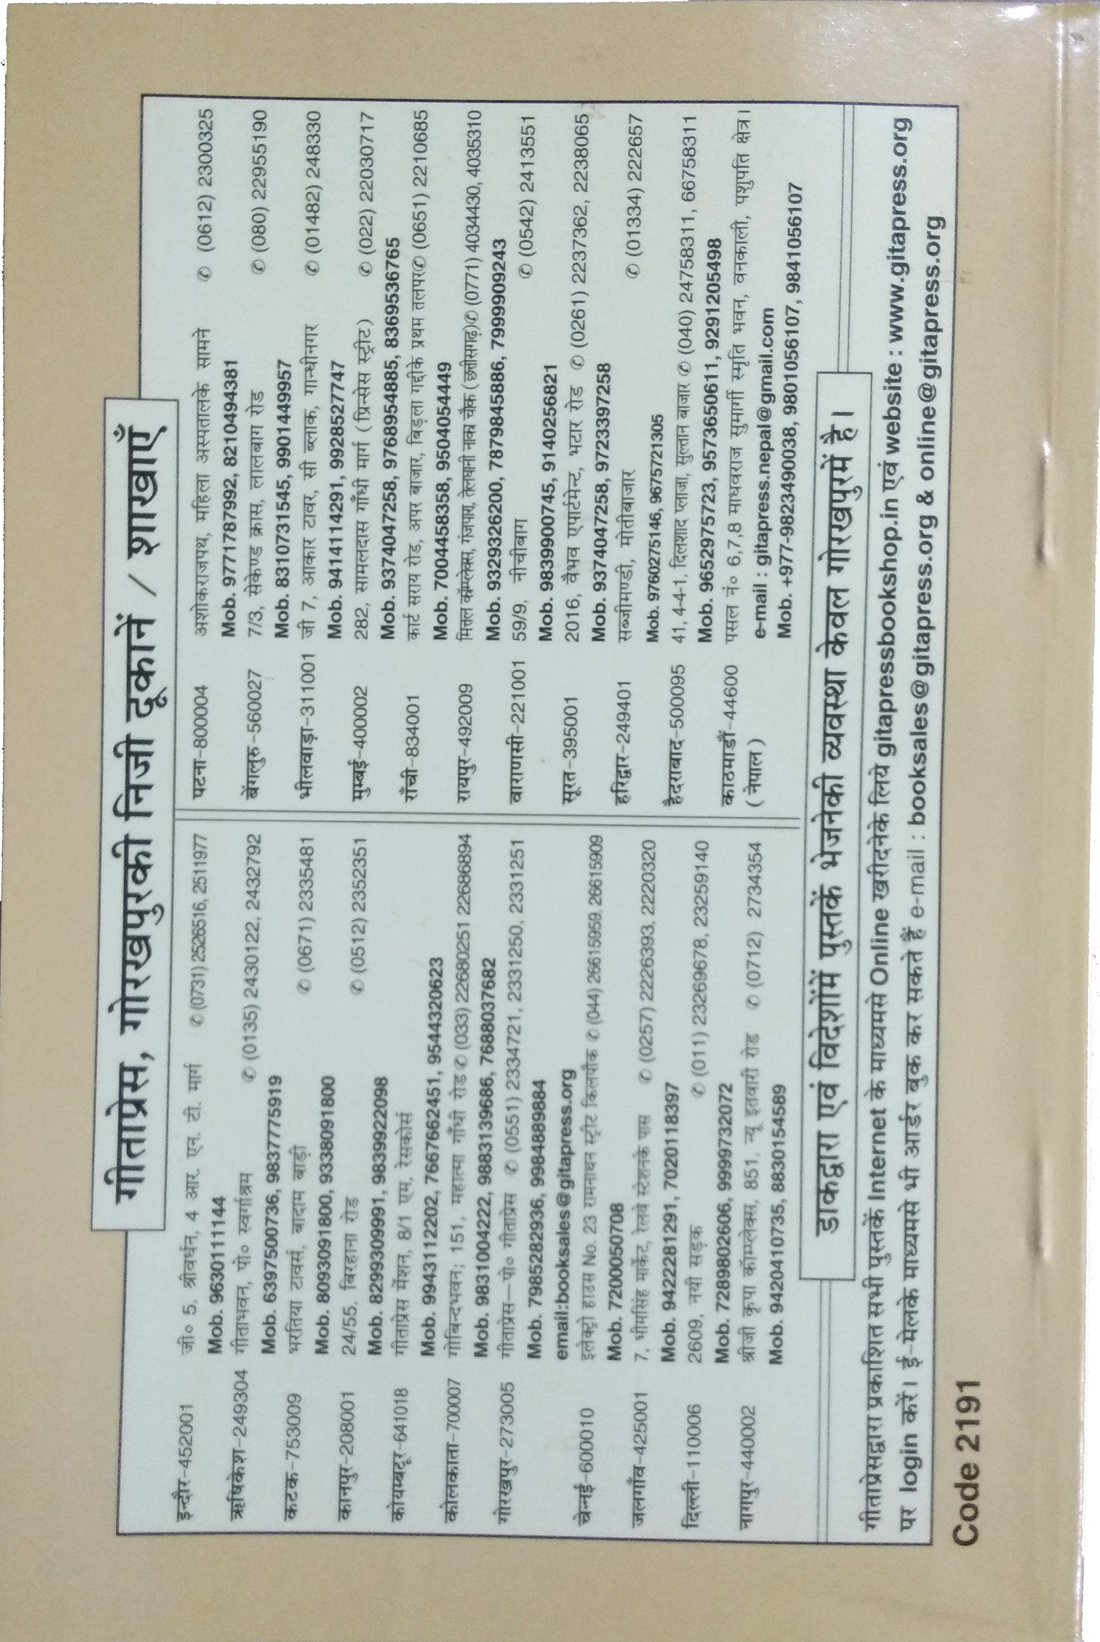 गीताप्रेस, गोरखपुरकी निजी दूकानें / शाखाएँ
इन्दौर-452001 जी० 5, श्रीवर्धन, 4 आर. एन. टी. मार्ग ✆ (0731) 2526516, 2511977
Mob. 9630111144
ऋषिकेश-249304 गीताभवन, पो० स्वर्गाश्रम ✆ (0135) 2430122, 2432792
Mob. 6397500736, 9837775919
कटक-753009 भरतिया टावर्स, बादाम बाड़ी ✆ (0671) 2335481
Mob. 8093091800, 9338091800
कानपुर-208001 24/55, बिरहाना रोड ✆ (0512) 2352351
Mob. 8299309991, 9839922098
कोयम्बटूर-641018 गीताप्रेस मेंशन, 8/1 एम, रेसकोर्स
Mob. 9943112202, 7667662451, 9544320623
कोलकाता-700007 गोबिन्दभवन; 151, महात्मा गाँधी रोड ✆ (033) 22680251 22686894
Mob. 9831004222, 9883139686, 7688037682
गोरखपुर-273005 गीताप्रेस—पो० गीताप्रेस ✆ (0551) 2334721, 2331250, 2331251
Mob. 7985282936, 9984889884
email:booksales@gitapress.org
चेन्नई-600010 इलेक्ट्रो हाउस No. 23 रामनाथन स्ट्रीट किलपौक ✆ (044) 26615959, 26615909
Mob. 7200050708
जलगाँव-425001 7, भीमसिंह मार्केट, रेलवे स्टेशनके पास ✆ (0257) 2226393, 2220320
Mob. 9422281291, 7020118397
दिल्ली-110006 2609, नयी सड़क ✆ (011) 23269678, 23259140
Mob. 7289802606, 9999732072
नागपुर-440002 श्रीजी कृपा कॉम्प्लेक्स, 851, न्यू इतवारी रोड ✆ (0712) 2734354
Mob. 9420410735, 8830154589
पटना-800004 अशोकराजपथ, महिला अस्पतालके सामने ✆ (0612) 2300325
Mob. 9771787992, 8210494381
बेंगलुरु-560027 7/3, सेकेण्ड क्रास, लालबाग रोड ✆ (080) 22955190
Mob. 8310731545, 9901449957
भीलवाड़ा-311001 जी 7, आकार टावर, सी ब्लाक, गान्धीनगर ✆ (01482) 248330
Mob. 9414114291, 9928527747
मुम्बई-400002 282, सामलदास गाँधी मार्ग (प्रिन्सेस स्ट्रीट) ✆ (022) 22030717
Mob. 9374047258, 9768954885, 8369536765
राँची-834001 कार्ट सराय रोड, अपर बाजार, बिड़ला गद्दीके प्रथम तलपर✆ (0651) 2210685
Mob. 7004458358, 9504054449
रायपुर-492009 मित्तल कॉम्प्लेक्स, गंजपारा, तेलघानी नाका चौक (छत्तीसगढ़)✆ (0771) 4034430, 4035310
Mob. 9329326200, 7879845886, 7999909243
वाराणसी-221001 59/9, नीचीबाग ✆ (0542) 2413551
Mob. 9839900745, 9140256821
सूरत-395001 2016, वैभव एपार्टमेन्ट, भटार रोड ✆ (0261) 2237362, 2238065
Mob. 9374047258, 9723397258
हरिद्वार-249401 सब्जीमण्डी, मोतीबाजार ✆ (01334) 222657
Mob. 9760275146, 9675721305
हैदराबाद-500095 41, 4-4-1, दिलशाद प्लाजा, सुल्तान बाजार ✆ (040) 24758311, 66758311
Mob. 9652975723, 9573650611, 9291205498
काठमाडौं-44600 पसल नं० 6,7,8 माधवराज सुमार्गी स्मृति भवन, वनकाली, पशुपति क्षेत्र।
(नेपाल) e-mail : gitapress.nepal@gmail.com
Mob. +977-9823490038, 9801056107, 9841056107
डाकद्वारा एवं विदेशोंमें पुस्तकें भेजनेकी व्यवस्था केवल गोरखपुरमें है।
गीताप्रेसद्वारा प्रकाशित सभी पुस्तकें Internet के माध्यमसे Online खरीदनेके लिये gitapressbookshop.in एवं website : www.gitapress.org
पर login करें। ई-मेलके माध्यमसे भी आर्डर बुक कर सकते हैं e-mail : booksales@gitapress.org & online@gitapress.org
Code 2191